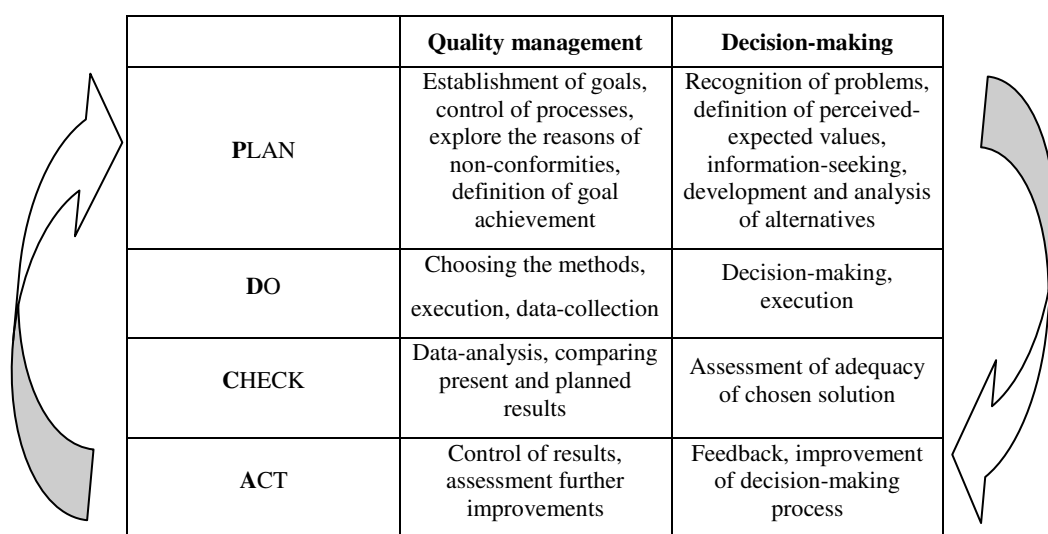 Quality management
Decision-making
PLAN
Establishment of goals,
control of processes,
explore the reasons of
non-conformities,
definition of goal
achievement
Recognition of problems,
definition of perceived-
expected values,
information-seeking,
development and analysis
of alternatives
DO
Choosing the methods,
execution, data-collection
Decision-making,
execution
CHECK
Data-analysis, comparing
present and planned
results
Assessment of adequacy
of chosen solution
ACT
Control of results,
assessment further
improvements
Feedback, improvement
of decision-making
process